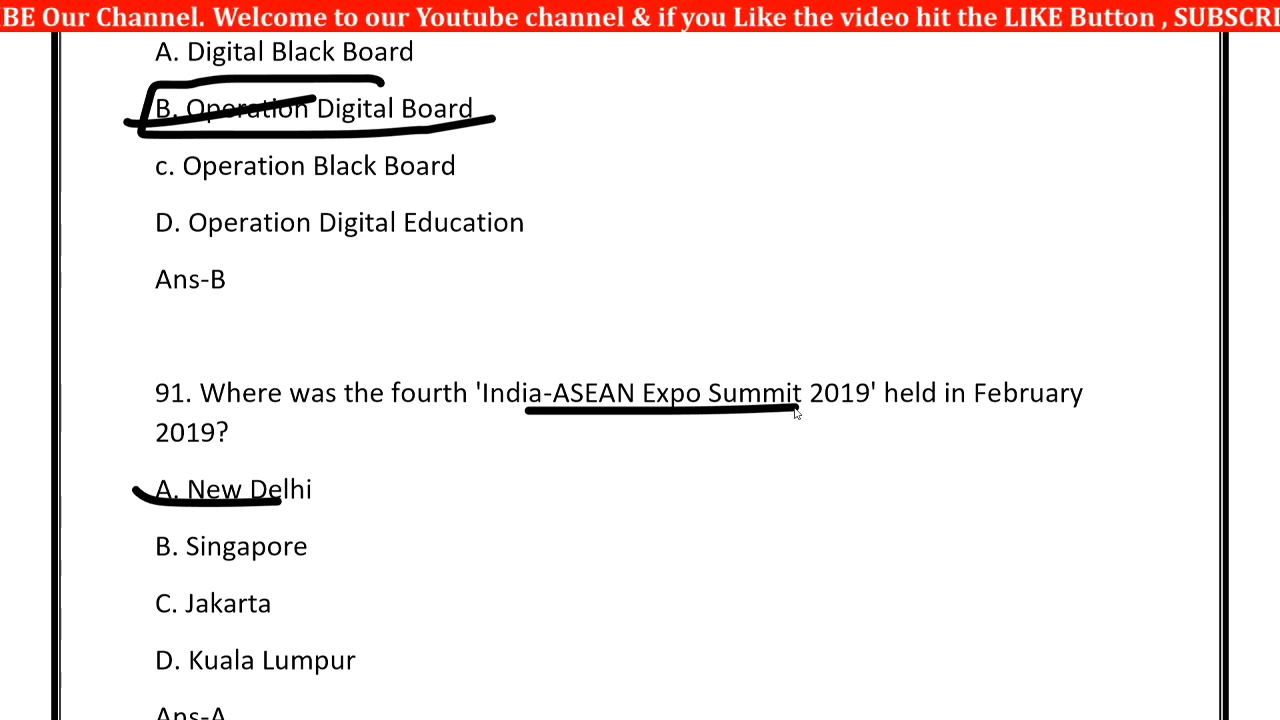 BE Our Channel. Welcome to our Youtube channel & if you Like the video hit the LIKE Button , SUBSCRI
A. Digital Black Board
B. Operation Digital Board
c. Operation Black Board
D. Operation Digital Education
Ans-B
91. Where was the fourth 'India-ASEAN Expo Summit 2019' held in February
2019?
A. New Delhi
B. Singapore
C. Jakarta
D. Kuala Lumpur
Ans-A